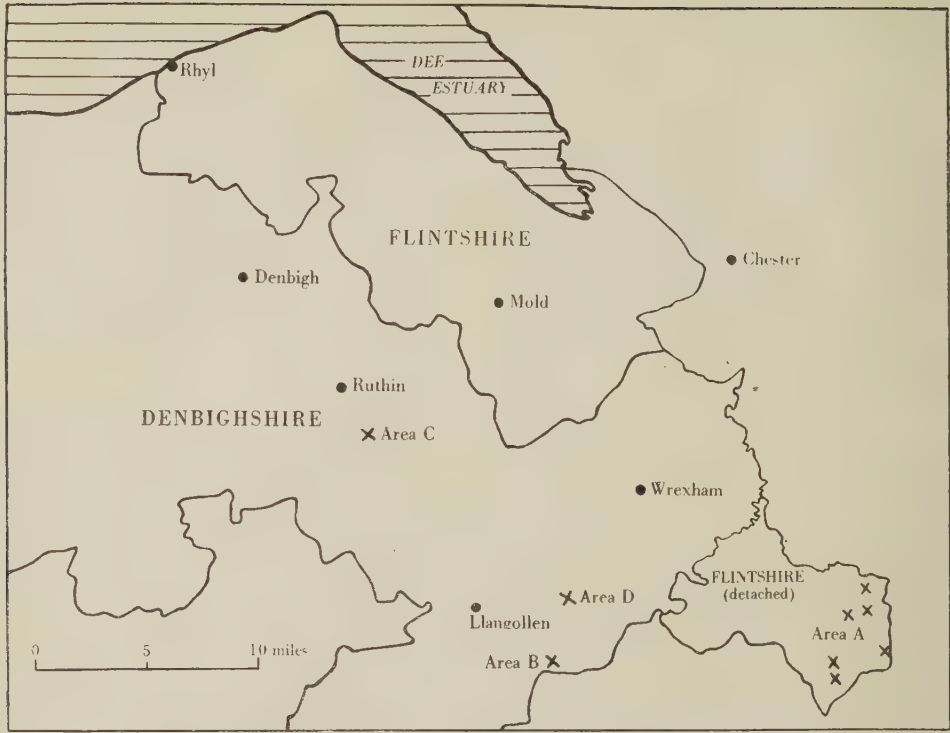 DEE
ESTUARY
Rhyl
FLINTSHIRE
Chester
Denbigh
Mold
Ruthin
DENBIGHSHIRE
Area C
Wrexham
FLINTSHIRE
(detached)
Area D
Llangollen
Area A
0 5 10 miles
Area B